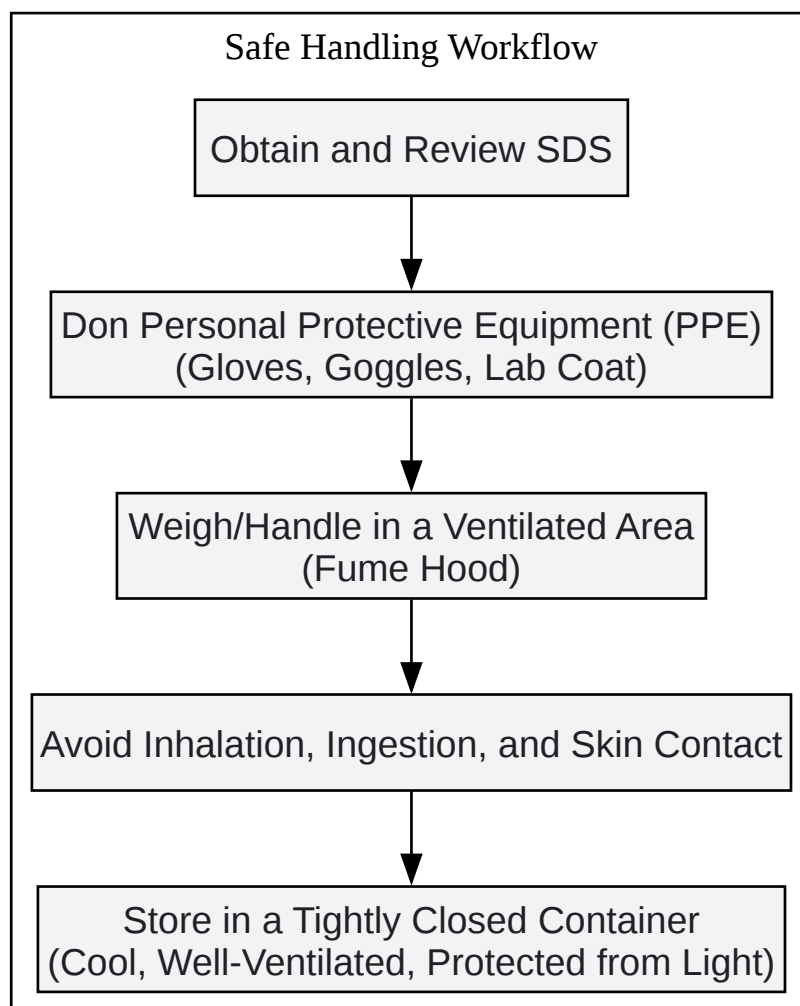 Safe Handling Workflow
Obtain and Review SDS
Don Personal Protective Equipment (PPE)
(Gloves, Goggles, Lab Coat)
Weigh/Handle in a Ventilated Area
(Fume Hood)
Avoid Inhalation, Ingestion, and Skin Contact
Store in a Tightly Closed Container
(Cool, Well-Ventilated, Protected from Light)